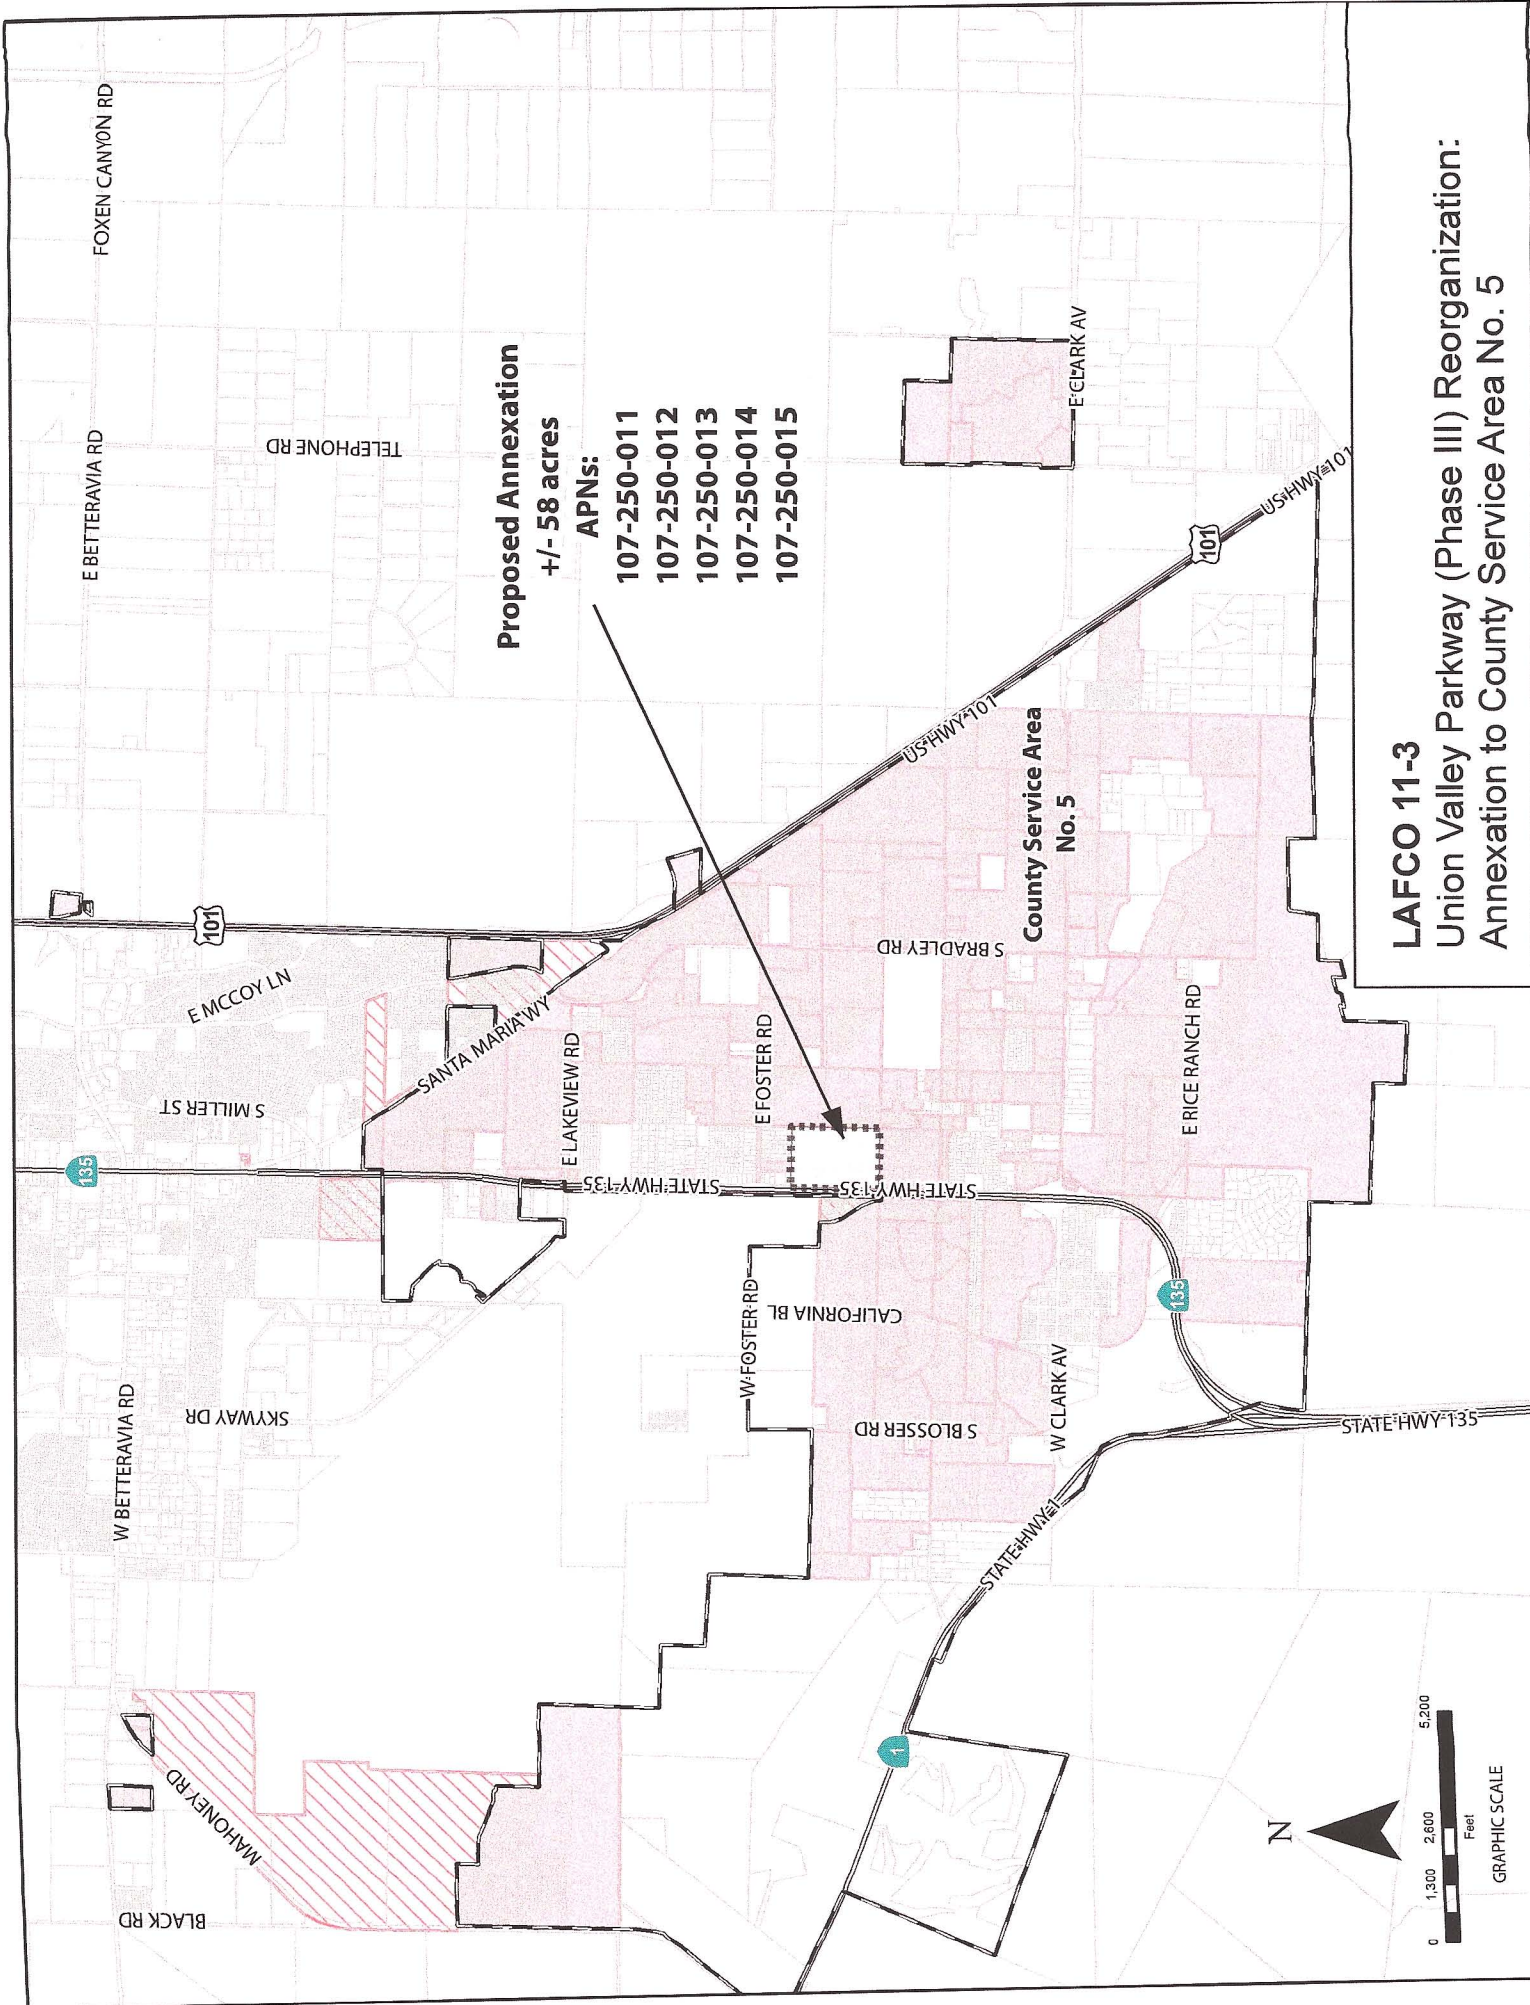 FOXEN CANYON RD
E BETTERAVIA RD
TELEPHONE RD
Proposed Annexation
+/- 58 acres
APNs:
107-250-011
107-250-012
107-250-013
107-250-014
107-250-015
E CLARK AV
US HWY 101
101
US HWY 101
County Service Area
No. 5
101
E MCCOY LN
SANTA MARIA WY
S MILLER ST
E LAKEVIEW RD
E FOSTER RD
S BRADLEY RD
E RICE RANCH RD
135
STATE HWY 135
STATE HWY 135
W BETTERAVIA RD
SKYWAY DR
W FOSTER RD
CALIFORNIA BL
S BLOSSER RD
W CLARK AV
135
STATE HWY 135
STATE HWY 1
1
MAHONEY RD
BLACK RD
N
0 1,300 2,600 5,200
Feet
GRAPHIC SCALE
LAFCO 11-3
Union Valley Parkway (Phase III) Reorganization:
Annexation to County Service Area No. 5